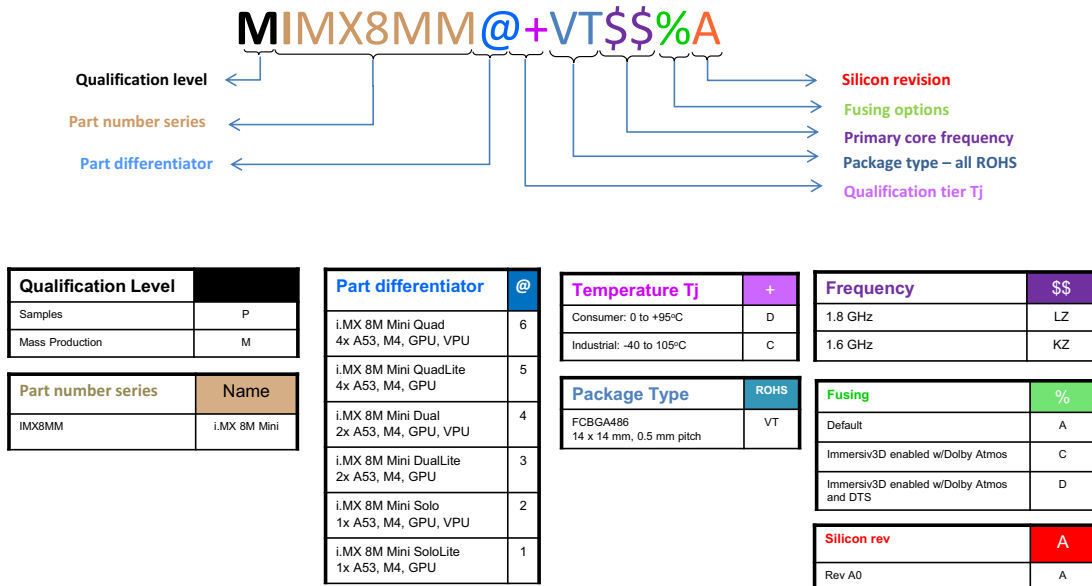 MIMX8MM@+VT$$%A
Qualification level
Part number series
Part differentiator
Silicon revision
Fusing options
Primary core frequency
Package type – all ROHS
Qualification tier Tj
Qualification Level
Samples P
Mass Production M
Part number series Name
IMX8MM i.MX 8M Mini
Part differentiator @
i.MX 8M Mini Quad 6
4x A53, M4, GPU, VPU
i.MX 8M Mini QuadLite 5
4x A53, M4, GPU
i.MX 8M Mini Dual 4
2x A53, M4, GPU, VPU
i.MX 8M Mini DualLite 3
2x A53, M4, GPU
i.MX 8M Mini Solo 2
1x A53, M4, GPU, VPU
i.MX 8M Mini SoloLite 1
1x A53, M4, GPU
Temperature Tj +
Consumer: 0 to +95ºC D
Industrial: -40 to 105ºC C
Package Type ROHS
FCBGA486 VT
14 x 14 mm, 0.5 mm pitch
Frequency $$
1.8 GHz LZ
1.6 GHz KZ
Fusing %
Default A
Immersiv3D enabled w/Dolby Atmos C
Immersiv3D enabled w/Dolby Atmos D
and DTS
Silicon rev A
Rev A0 A